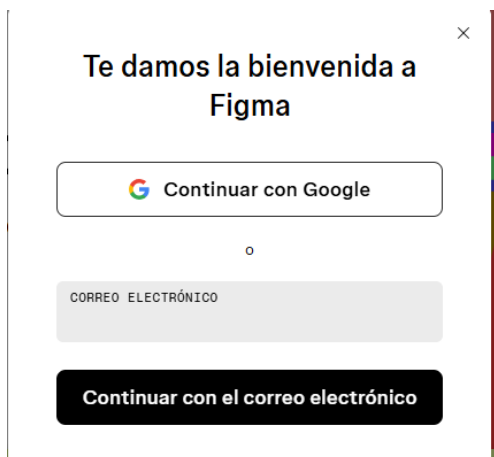 Te damos la bienvenida a
Figma
Continuar con Google
o
CORREO ELECTRÓNICO
Continuar con el correo electrónico